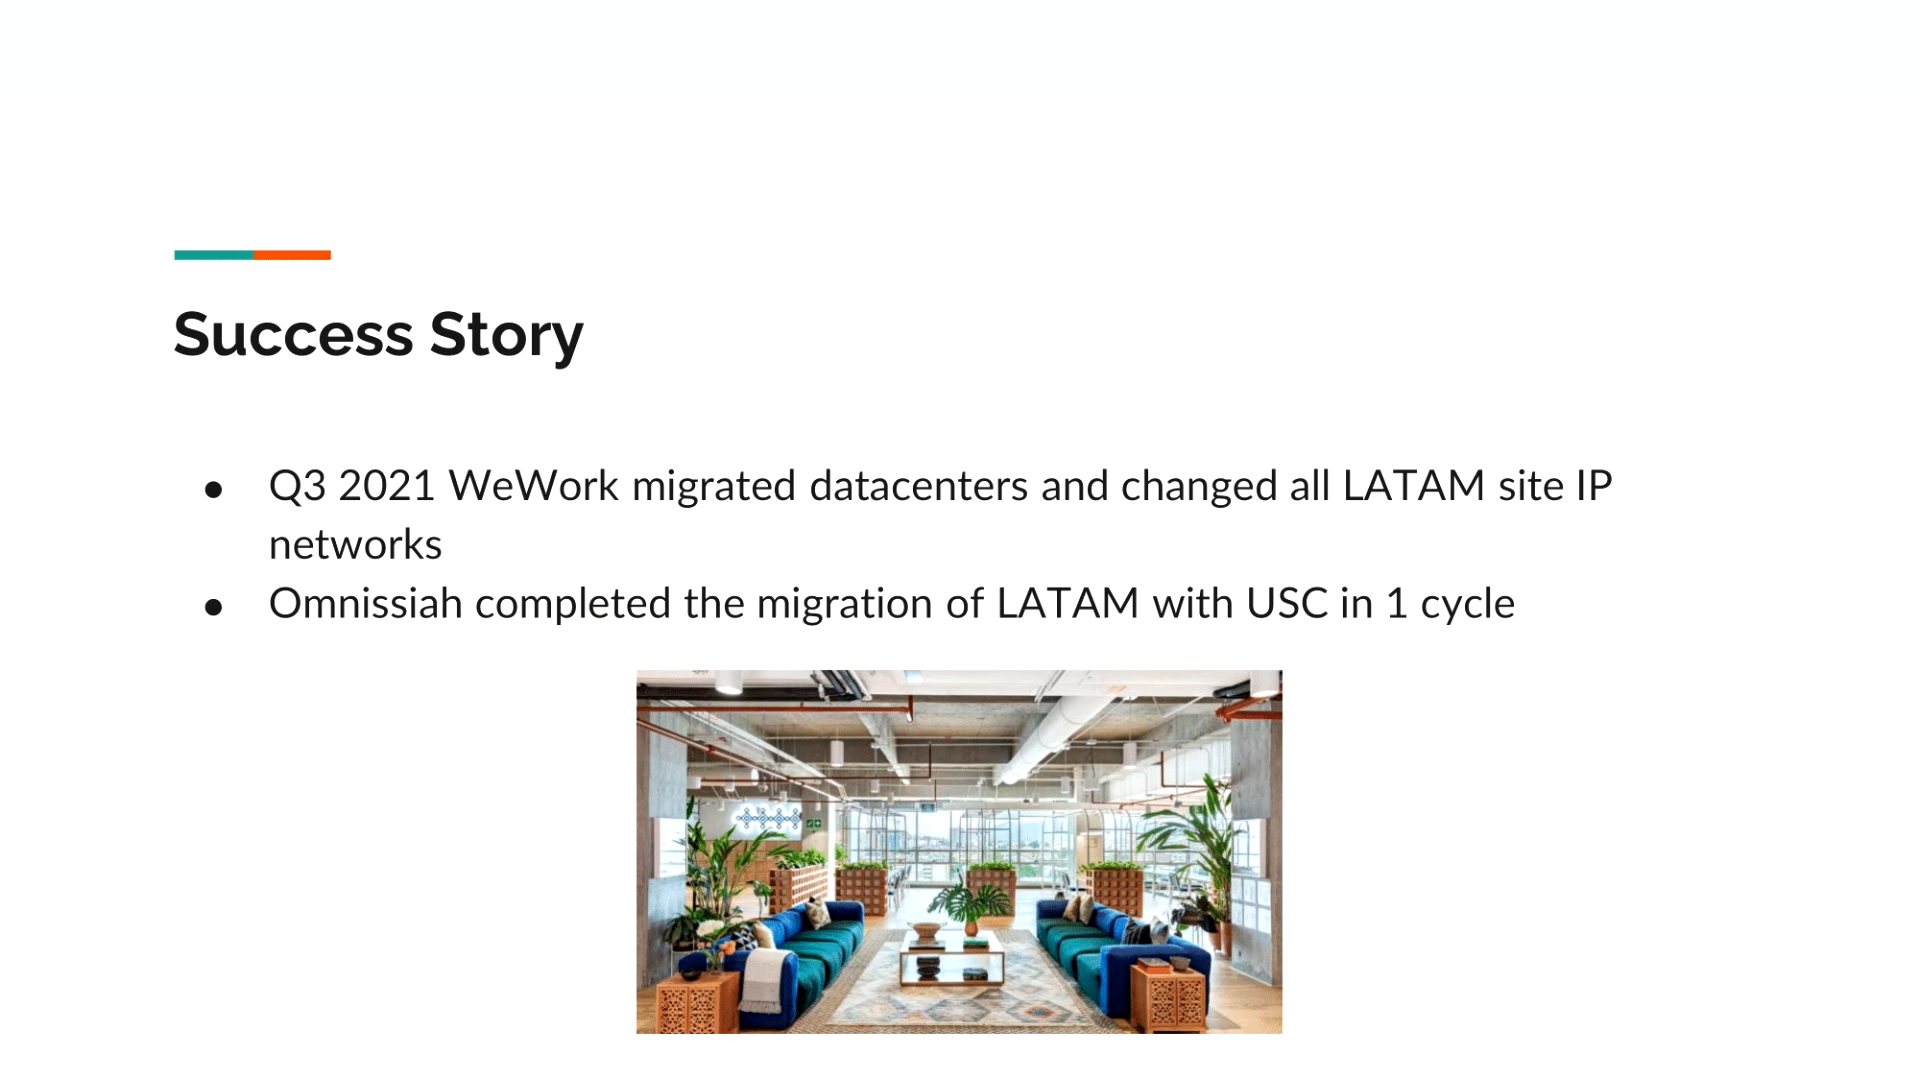 Success Story
● Q3 2021 WeWork migrated datacenters and changed all LATAM site IP
networks
● Omnissiah completed the migration of LATAM with USC in 1 cycle